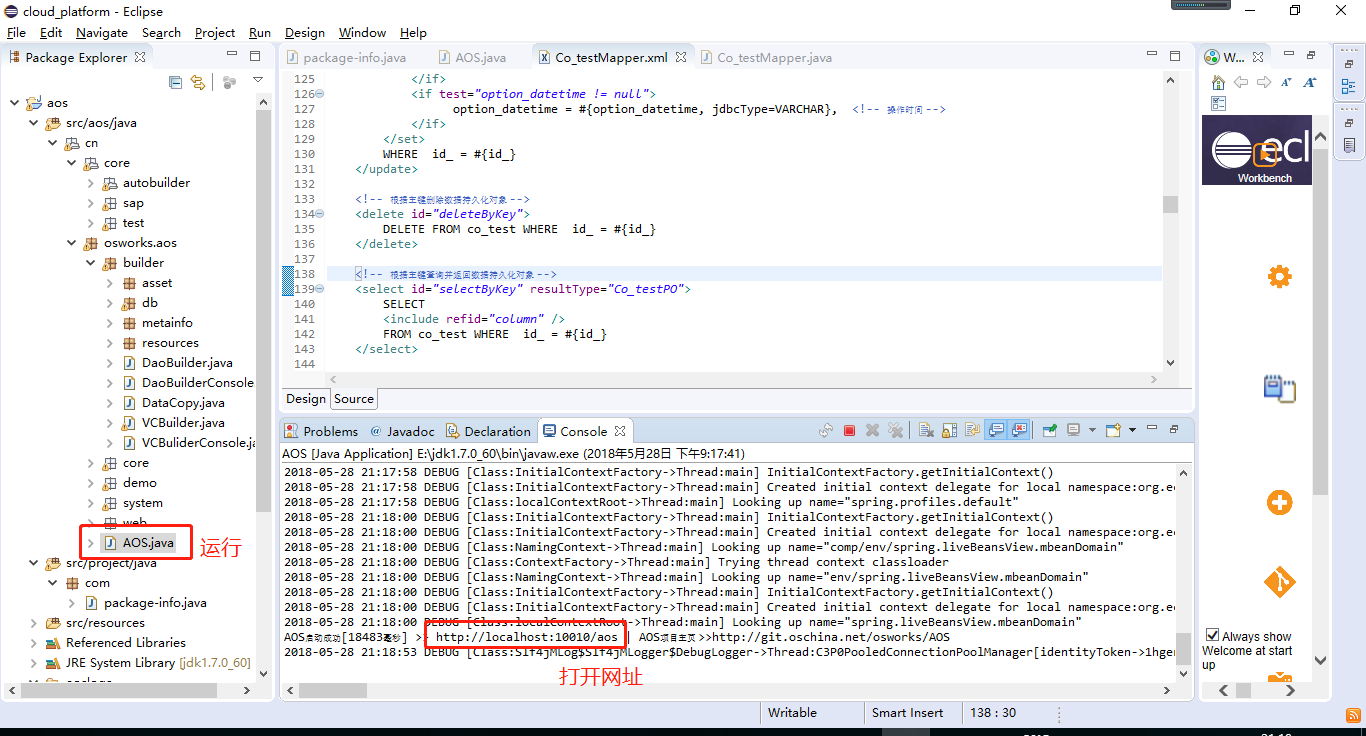 cloud_platform - Eclipse
File Edit Navigate Search Project Run Design Window Help
Package Explorer
aos
src/aos/java
cn
core
autobuilder
sap
test
osworks.aos
builder
asset
db
metainfo
resources
DaoBuilder.java
DaoBuilderConsole.
DataCopy.java
VCBuilder.java
VCBuliderConsole.ja
core
demo
system
web
AOS.java
运行
src/project/java
com
package-info.java
src/resources
Referenced Libraries
JRE System Library [jdk1.7.0_60]
package-info.java AOS.java Co_testMapper.xml Co_testMapper.java
125 </if>
126 <if test="option_datetime != null">
127 option_datetime = #{option_datetime, jdbcType=VARCHAR}, <!-- 操作时间 -->
128 </if>
129 </set>
130 WHERE id_ = #{id_}
131 </update>
132
133 <!-- 根据主键删除数据持久化对象 -->
134 <delete id="deleteByKey">
135 DELETE FROM co_test WHERE id_ = #{id_}
136 </delete>
137
138 <!-- 根据主键查询并返回数据持久化对象 -->
139 <select id="selectByKey" resultType="Co_testPO">
140 SELECT
141 <include refid="column" />
142 FROM co_test WHERE id_ = #{id_}
143 </select>
144
Design Source
Problems @ Javadoc Declaration Console
AOS [Java Application] E:\jdk1.7.0_60\bin\javaw.exe (2018年5月28日 下午9:17:41)
2018-05-28 21:17:58 DEBUG [Class:InitialContextFactory->Thread:main] InitialContextFactory.getInitialContext()
2018-05-28 21:17:58 DEBUG [Class:InitialContextFactory->Thread:main] Created initial context delegate for local namespace:org.ec
2018-05-28 21:17:58 DEBUG [Class:localContextRoot->Thread:main] Looking up name="spring.profiles.default"
2018-05-28 21:18:00 DEBUG [Class:InitialContextFactory->Thread:main] InitialContextFactory.getInitialContext()
2018-05-28 21:18:00 DEBUG [Class:InitialContextFactory->Thread:main] Created initial context delegate for local namespace:org.ec
2018-05-28 21:18:00 DEBUG [Class:NamingContext->Thread:main] Looking up name="comp/env/spring.liveBeansView.mbeanDomain"
2018-05-28 21:18:00 DEBUG [Class:ContextFactory->Thread:main] Trying thread context classloader
2018-05-28 21:18:00 DEBUG [Class:NamingContext->Thread:main] Looking up name="env/spring.liveBeansView.mbeanDomain"
2018-05-28 21:18:00 DEBUG [Class:InitialContextFactory->Thread:main] InitialContextFactory.getInitialContext()
2018-05-28 21:18:00 DEBUG [Class:InitialContextFactory->Thread:main] Created initial context delegate for local namespace:org.ec
2018-05-28 21:18:00 DEBUG [Class:localContextRoot->Thread:main] Looking up name="spring.liveBeansView.mbeanDomain"
AOS启动成功[18483毫秒] >> http://localhost:10010/aos | AOS项目主页>>http://git.oschina.net/osworks/AOS
2018-05-28 21:18:53 DEBUG [Class:Slf4jMLog$Slf4jMLogger$DebugLogger->Thread:C3P0PooledConnectionPoolManager[identityToken->1hger
打开网址
W...
ecl
Workbench
Always show
Welcome at start
up
Writable Smart Insert 138 : 30